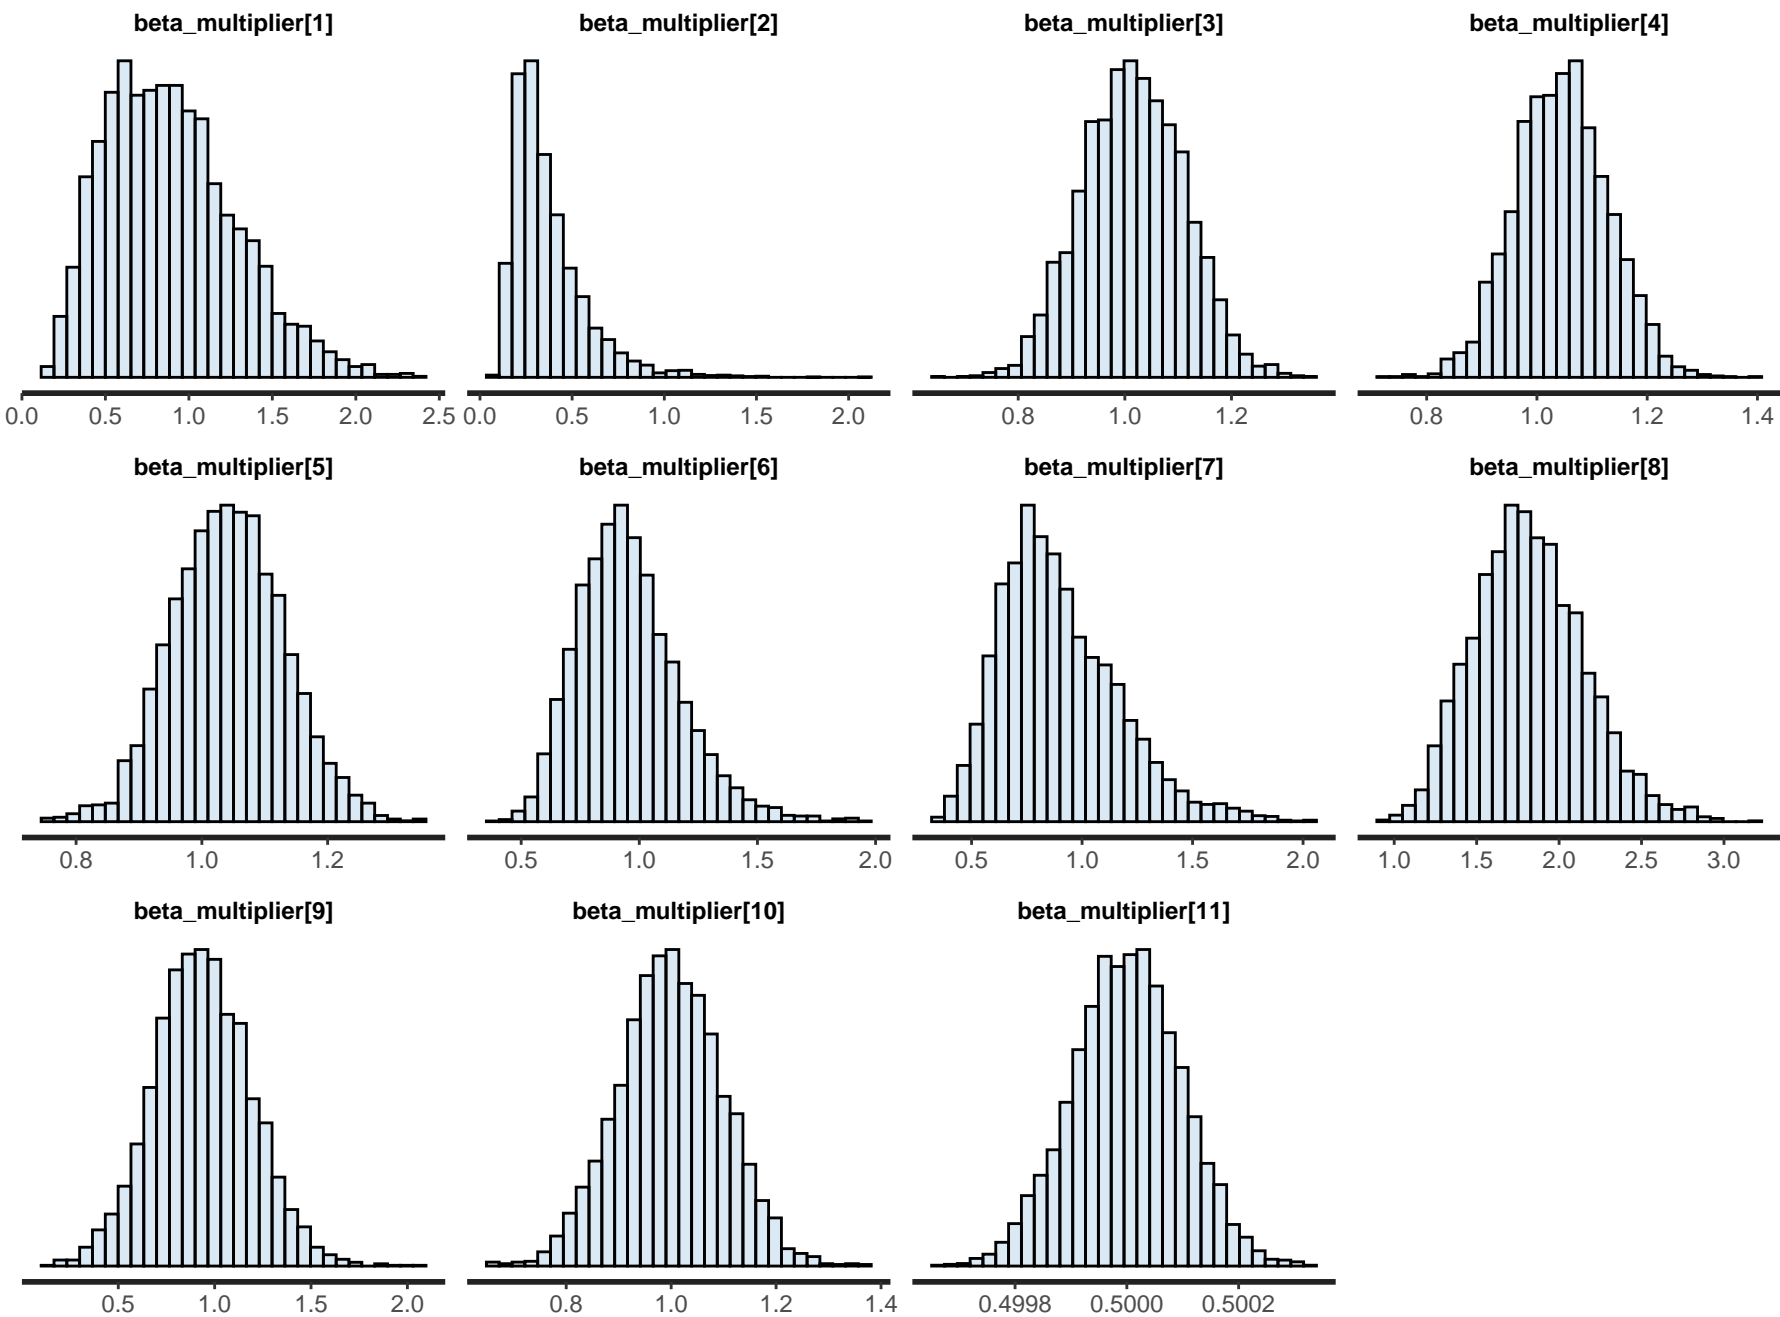 beta_multiplier[1] beta_multiplier[2] beta_multiplier[3] beta_multiplier[4]
0.0 0.5 1.0 1.5 2.0 2.5 0.0 0.5 1.0 1.5 2.0 0.8 1.0 1.2 0.8 1.0 1.2 1.4
beta_multiplier[5] beta_multiplier[6] beta_multiplier[7] beta_multiplier[8]
0.8 1.0 1.2 0.5 1.0 1.5 2.0 0.5 1.0 1.5 2.0 1.0 1.5 2.0 2.5 3.0
beta_multiplier[9] beta_multiplier[10] beta_multiplier[11]
0.5 1.0 1.5 2.0 0.8 1.0 1.2 1.4 0.4998 0.5000 0.5002